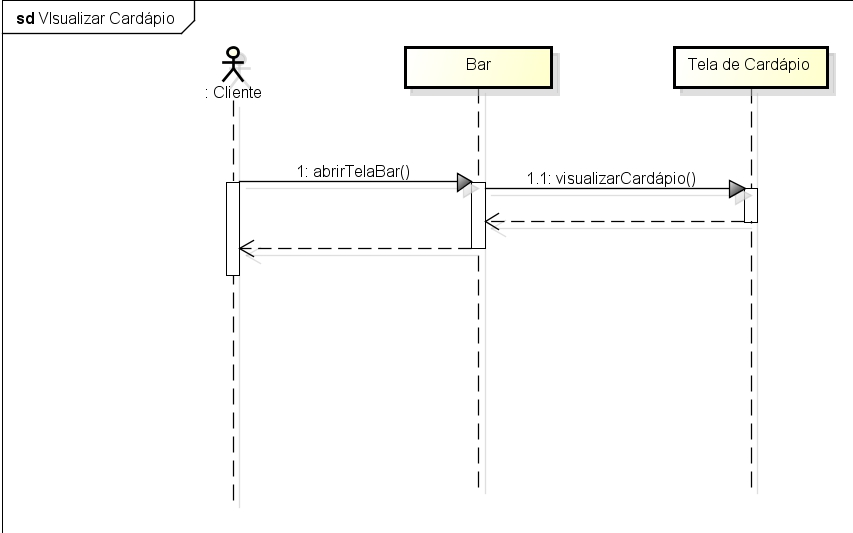 sd VIsualizar Cardápio
: Cliente
Bar
Tela de Cardápio
1: abrirTelaBar()
1.1: visualizarCardápio()